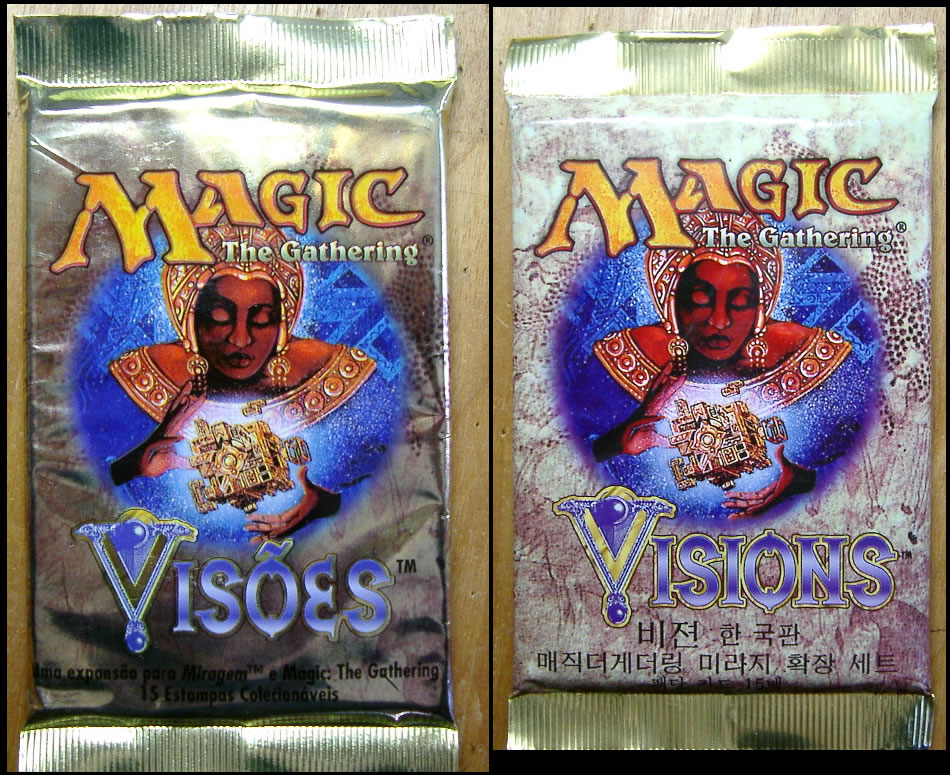 MAGIC
The Gathering®
VISÕES™
Uma expansão para Miragem™ e Magic: The Gathering
15 Estampas Colecionáveis
MAGIC
The Gathering®
VISIONS™
비젼 한국판
매직더게더링 미라지 확장 세트